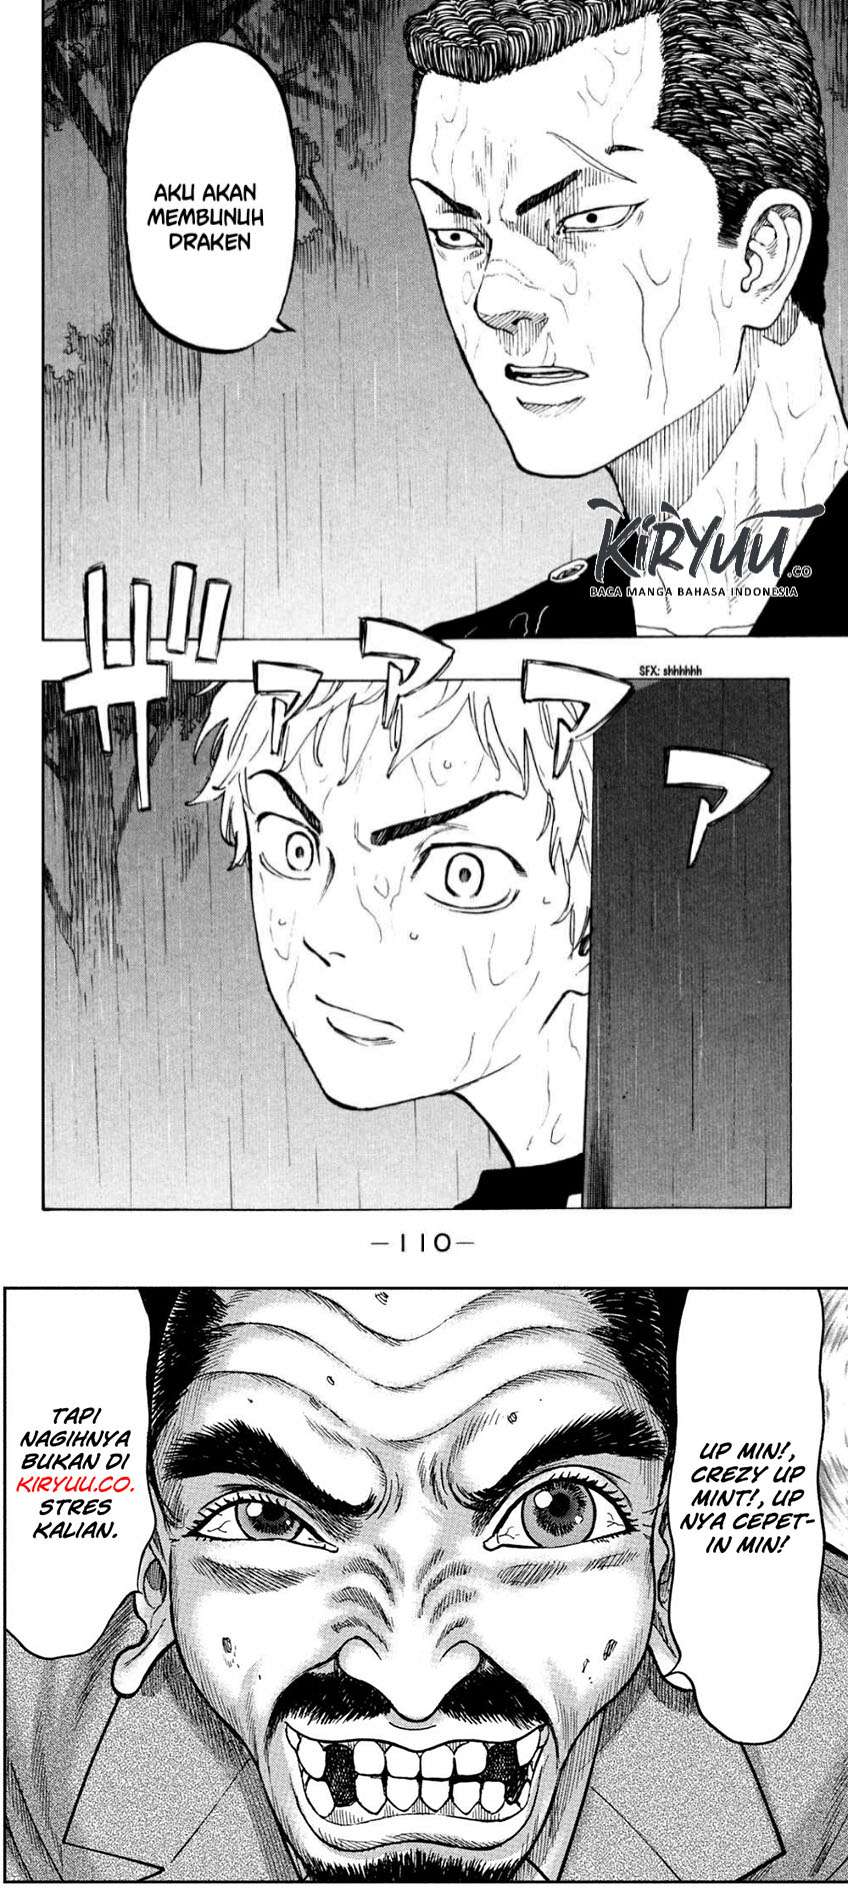 AKU AKAN
MEMBUNUH
DRAKEN
KIRYUU.CO
BACA MANGA BAHASA INDONESIA
SFX: shhhhhh
ザァァァァ
—110—
UP MIN!,
CREZY UP
MINT!, UP
NYA CEPET-
IN MIN!
TAPI
NAGIHNYA
BUKAN DI
KIRYUU.CO.
STRES
KALIAN.